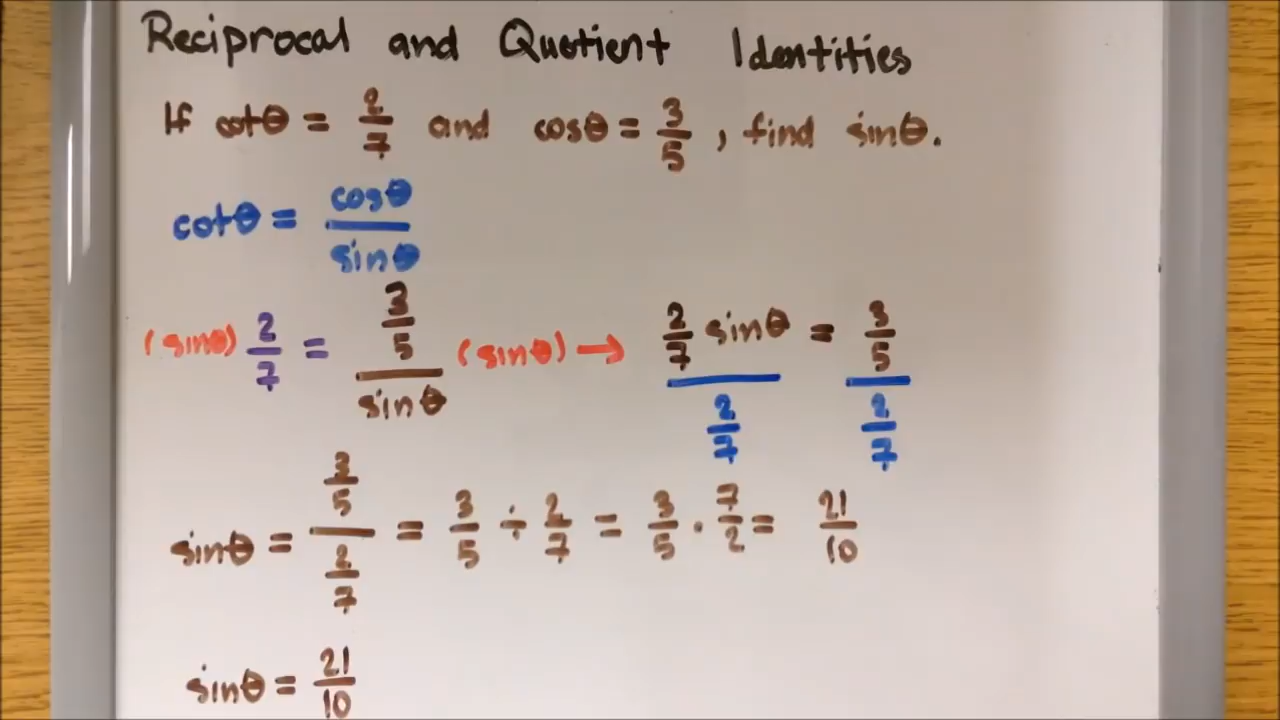 Reciprocal and Quotient Identities
If cotθ = 2/7 and cosθ = 3/5, find sinθ.
cotθ = cosθ/sinθ
(sinθ) 2/7 = 3/5/sinθ (sinθ) → 2/7 sinθ/2/7 = 3/5/2/7
sinθ = 3/5/2/7 = 3/5 ÷ 2/7 = 3/5 · 7/2 = 21/10
sinθ = 21/10